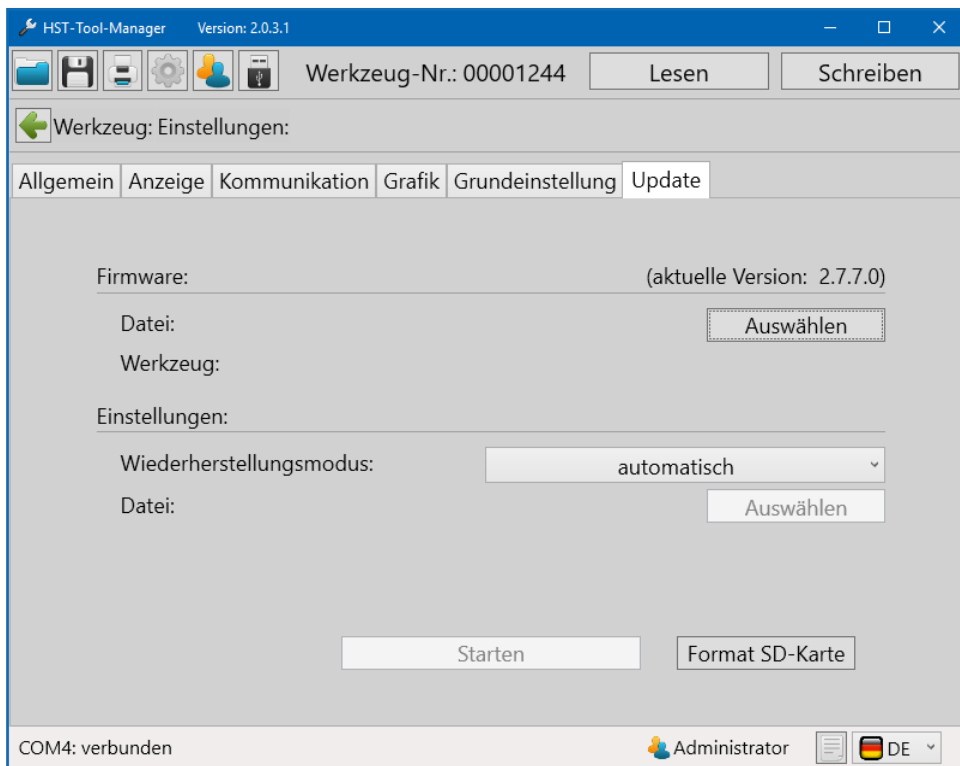 HST-Tool-Manager Version: 2.0.3.1
Werkzeug-Nr.: 00001244 Lesen Schreiben
Werkzeug: Einstellungen:
Allgemein Anzeige Kommunikation Grafik Grundeinstellung Update
Firmware: (aktuelle Version: 2.7.7.0)
Datei: Auswählen
Werkzeug:
Einstellungen:
Wiederherstellungsmodus: automatisch
Datei: Auswählen
Starten Format SD-Karte
COM4: verbunden Administrator DE